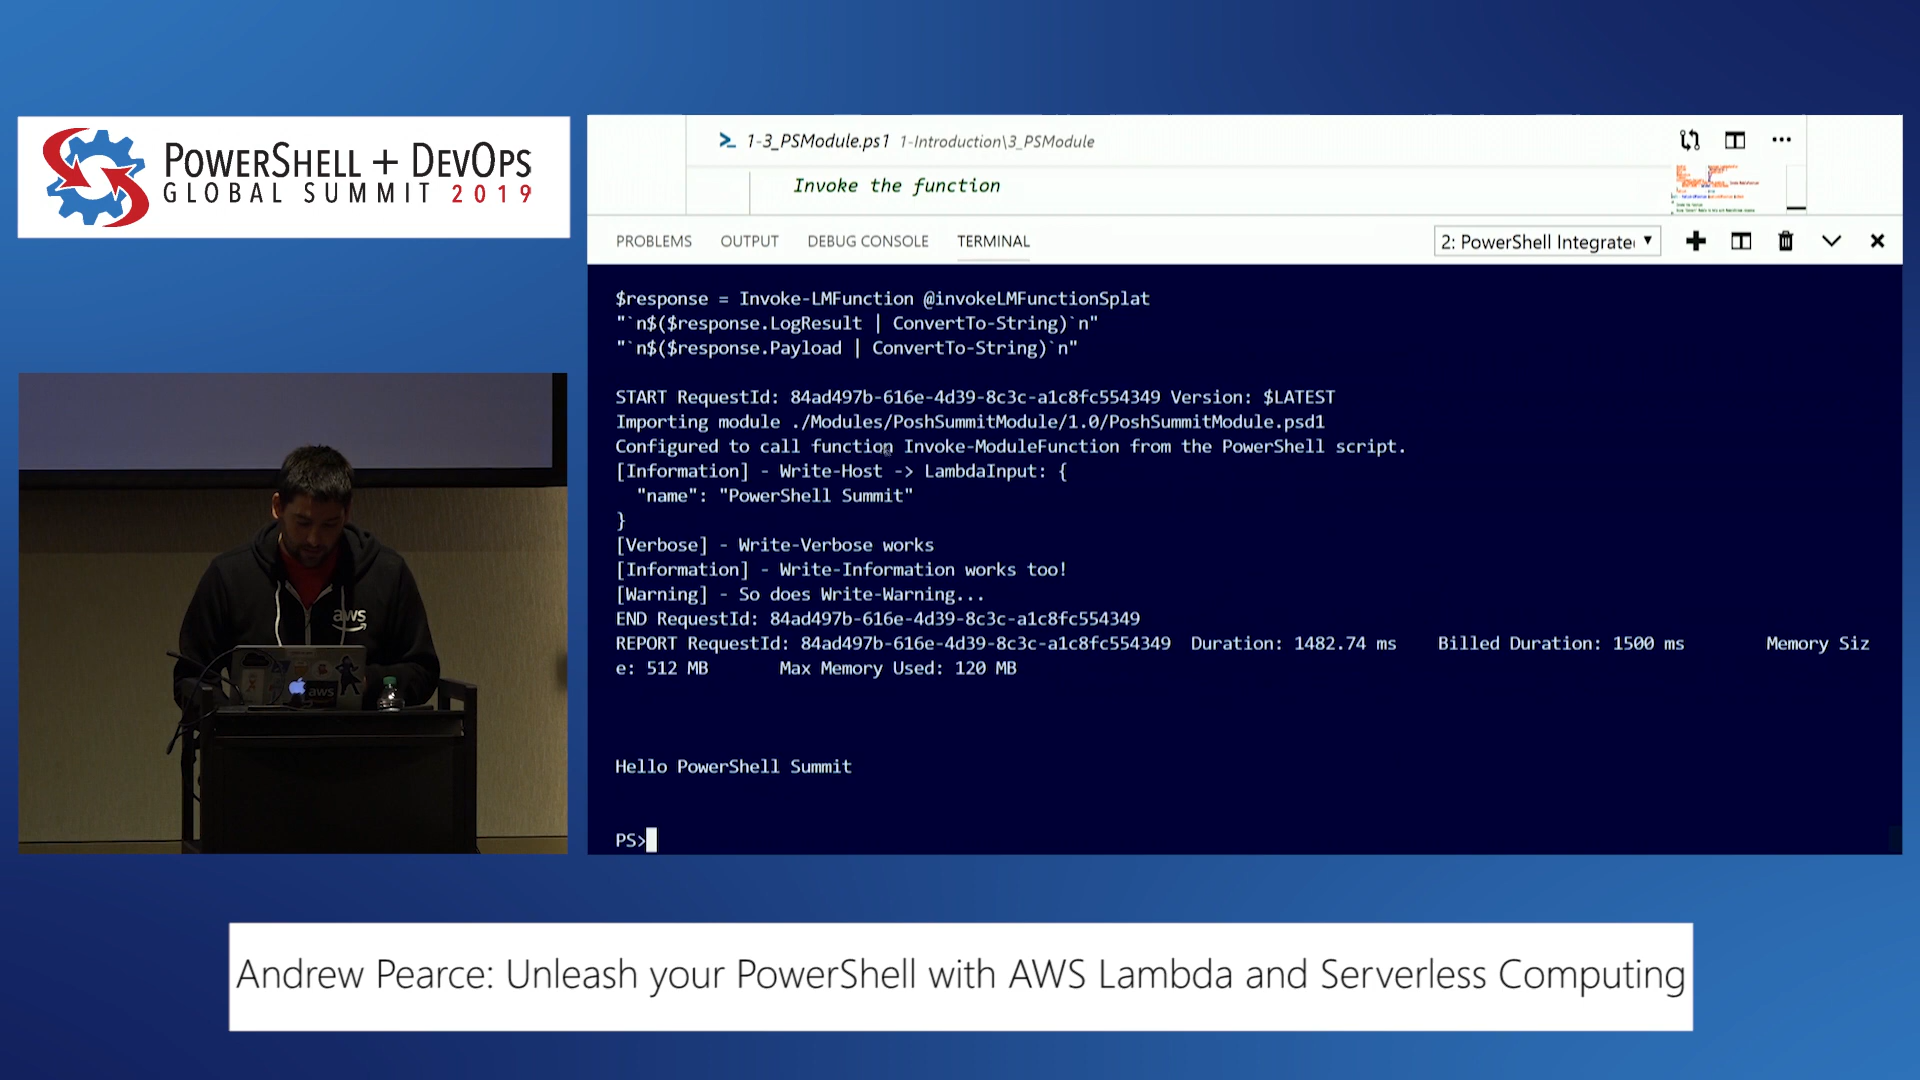 POWERSHELL + DEVOPS
GLOBAL SUMMIT 2019
1-3_PSModule.ps1 1-Introduction\3_PSModule
Invoke the function
PROBLEMS OUTPUT DEBUG CONSOLE TERMINAL
2: PowerShell Integrate
$response = Invoke-LMFunction @invokeLMFunctionSplat
"`n$($response.LogResult | ConvertTo-String)`n"
"`n$($response.Payload | ConvertTo-String)`n"
START RequestId: 84ad497b-616e-4d39-8c3c-a1c8fc554349 Version: $LATEST
Importing module ./Modules/PoshSummitModule/1.0/PoshSummitModule.psd1
Configured to call function Invoke-ModuleFunction from the PowerShell script.
[Information] - Write-Host -> LambdaInput: {
"name": "PowerShell Summit"
}
[Verbose] - Write-Verbose works
[Information] - Write-Information works too!
[Warning] - So does Write-Warning...
END RequestId: 84ad497b-616e-4d39-8c3c-a1c8fc554349
REPORT RequestId: 84ad497b-616e-4d39-8c3c-a1c8fc554349 Duration: 1482.74 ms Billed Duration: 1500 ms Memory Siz
e: 512 MB Max Memory Used: 120 MB
Hello PowerShell Summit
PS>
aws
aws
Andrew Pearce: Unleash your PowerShell with AWS Lambda and Serverless Computing